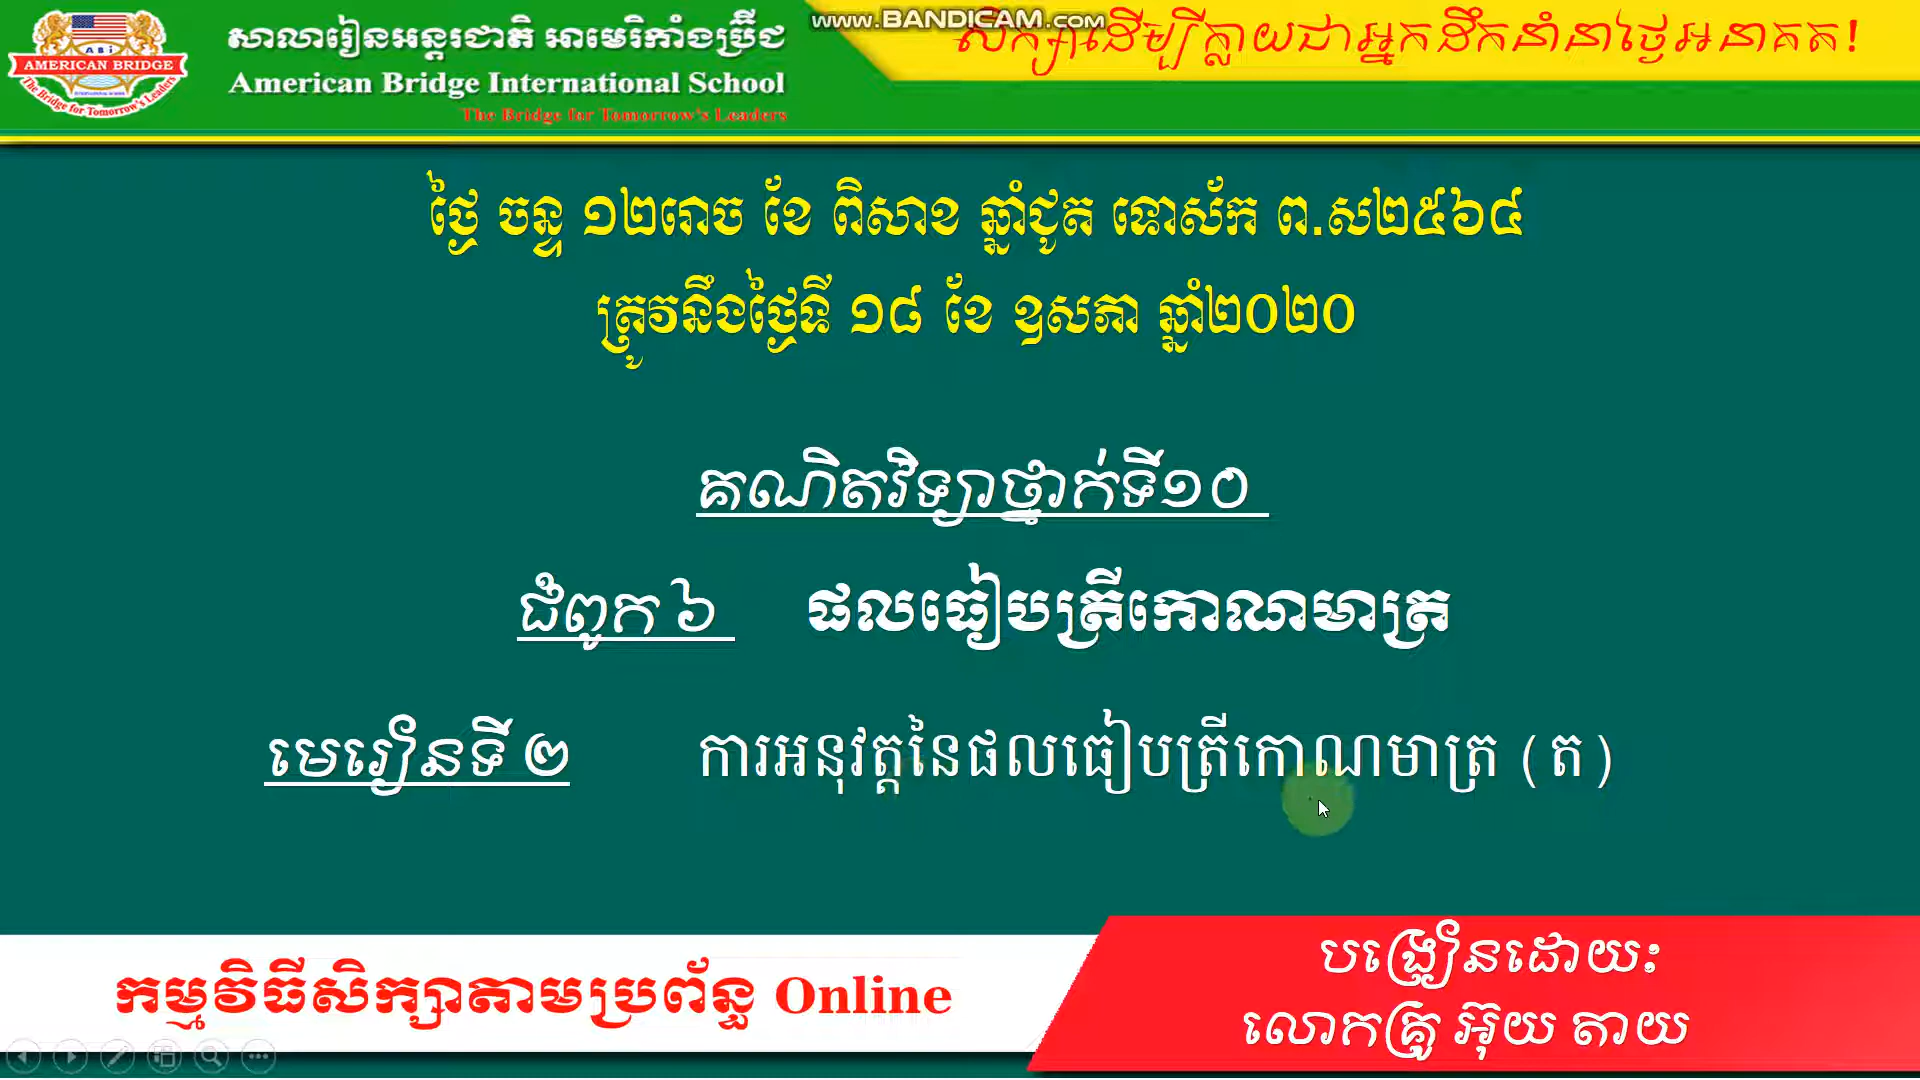 www.BANDICAM.com
សាលារៀនអន្តរជាតិ អាមេរិកាំងប្រ៊ីជ
សិក្សាដើម្បីក្លាយជាអ្នកដឹកនាំនាថ្ងៃអនាគត!
American Bridge International School
The Bridge for Tomorrow's Leaders
ABi
AMERICAN BRIDGE
The Bridge for Tomorrow's Leaders
ថ្ងៃ ចន្ទ ១២រោច ខែ ពិសាខ ឆ្នាំជូត ទោស័ក ព.ស២៥៦៤
ត្រូវនឹងថ្ងៃទី ១៨ ខែ ឧសភា ឆ្នាំ២០២០
គណិតវិទ្យាថ្នាក់ទី១០
ជំពូក ៦ ផលធៀបត្រីកោណមាត្រ
មេរៀនទី ២ ការអនុវត្តនៃផលធៀបត្រីកោណមាត្រ (ត)
កម្មវិធីសិក្សាតាមប្រព័ន្ធ Online
បង្រៀនដោយ:
លោកគ្រូ អ៊ុយ តាយ